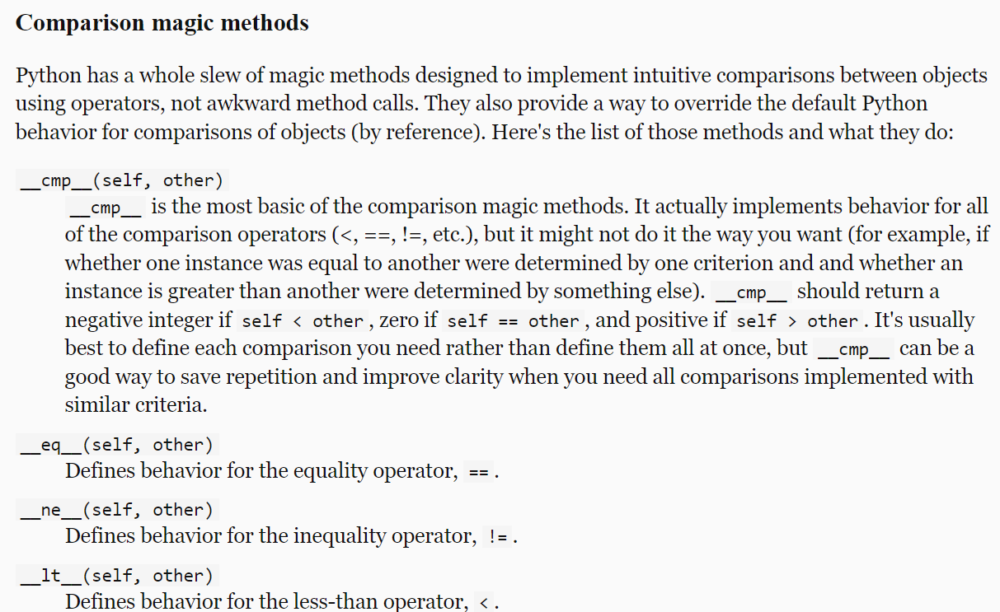 Comparison magic methods
Python has a whole slew of magic methods designed to implement intuitive comparisons between objects
using operators, not awkward method calls. They also provide a way to override the default Python
behavior for comparisons of objects (by reference). Here's the list of those methods and what they do:
__cmp__(self, other)
__cmp__ is the most basic of the comparison magic methods. It actually implements behavior for all
of the comparison operators (<, ==, !=, etc.), but it might not do it the way you want (for example, if
whether one instance was equal to another were determined by one criterion and and whether an
instance is greater than another were determined by something else). __cmp__ should return a
negative integer if self < other, zero if self == other, and positive if self > other. It's usually
best to define each comparison you need rather than define them all at once, but __cmp__ can be a
good way to save repetition and improve clarity when you need all comparisons implemented with
similar criteria.
__eq__(self, other)
Defines behavior for the equality operator, ==.
__ne__(self, other)
Defines behavior for the inequality operator, !=.
__lt__(self, other)
Defines behavior for the less-than operator, <.